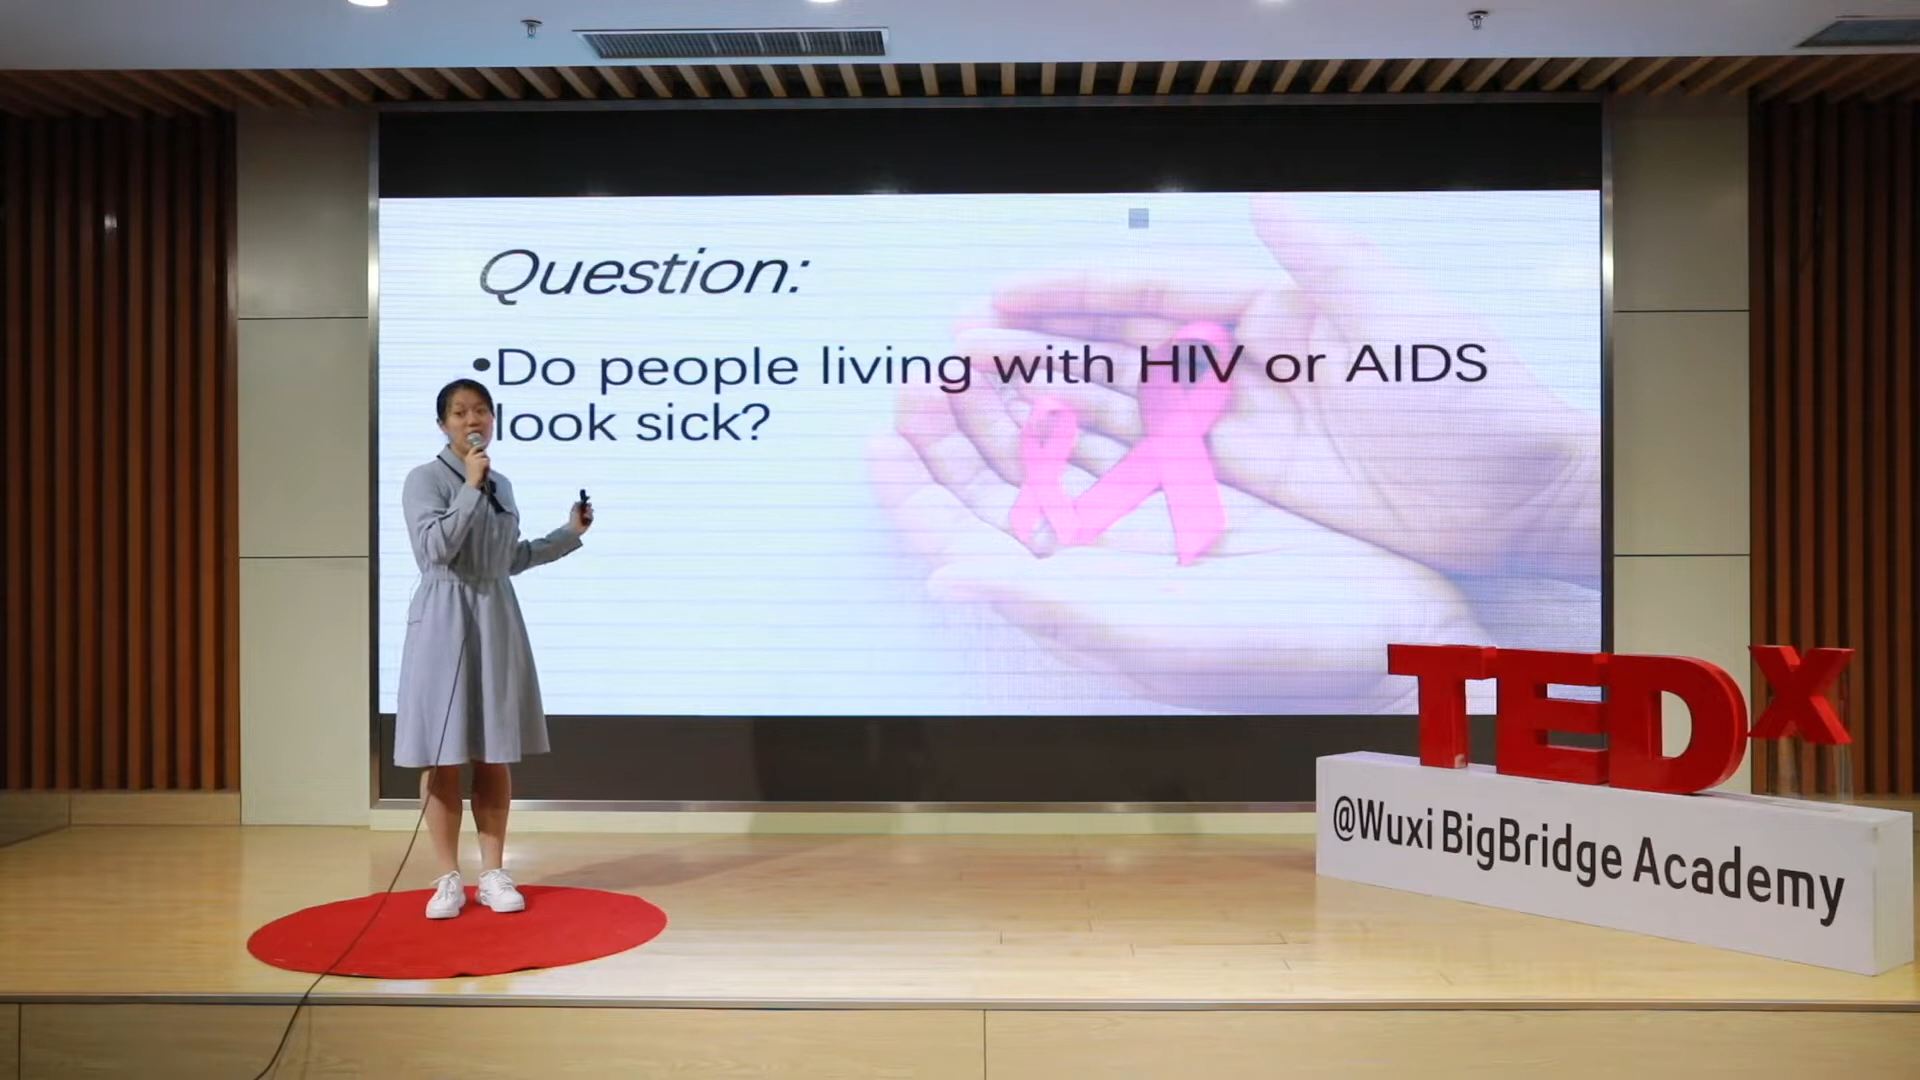 Question:
•Do people living with HIV or AIDS
look sick?
TEDx
@Wuxi BigBridge Academy